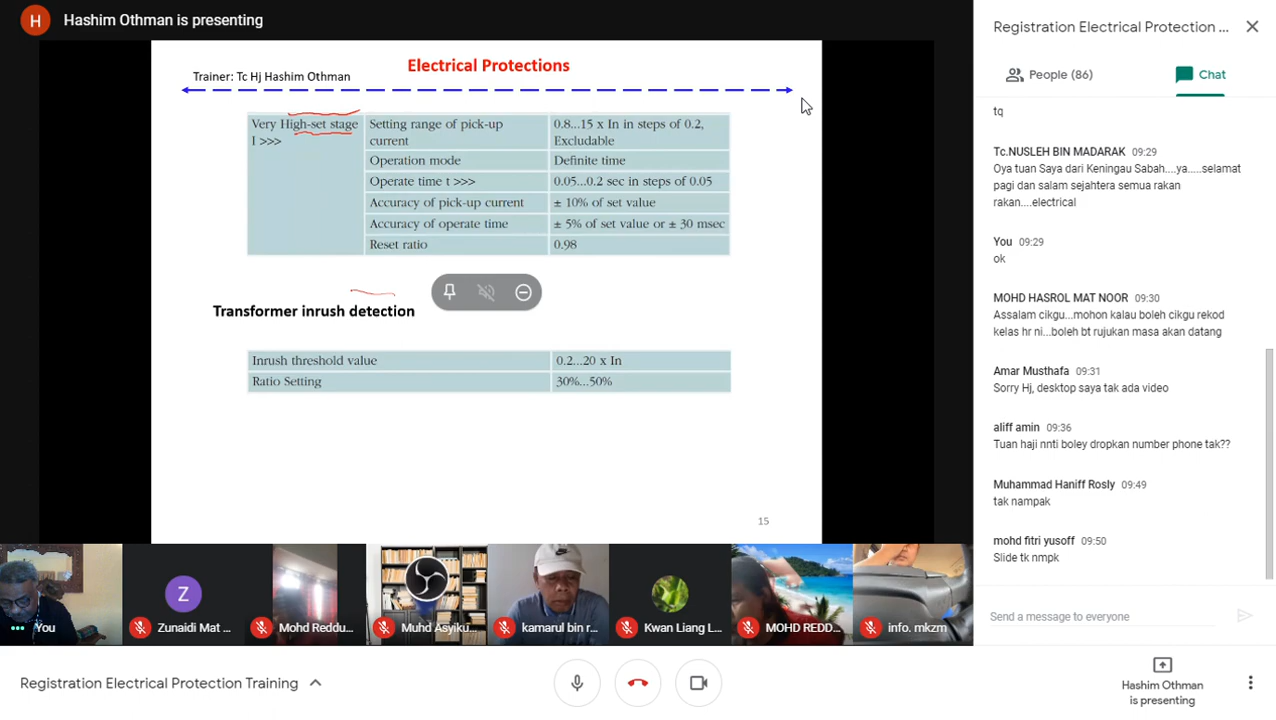 H Hashim Othman is presenting
Electrical Protections
Trainer: Tc Hj Hashim Othman
Very High-set stage
I >>>
Setting range of pick-up
current
0.8...15 x In in steps of 0.2,
Excludable
Operation mode
Definite time
Operate time t >>>
0.05...0.2 sec in steps of 0.05
Accuracy of pick-up current
± 10% of set value
Accuracy of operate time
± 5% of set value or ± 30 msec
Reset ratio
0.98
Transformer inrush detection
Inrush threshold value
0.2...20 x In
Ratio Setting
30%...50%
15
You
Z
Zunaidi Mat ...
Mohd Reddu...
Muhd Asyiku...
kamarul bin r...
Kwan Liang L...
MOHD REDD...
info. mkzm
Registration Electrical Protection Training
Registration Electrical Protection ...
People (86)
Chat
tq
Tc.NUSLEH BIN MADARAK 09:29
Oya tuan Saya dari Keningau Sabah....ya.....selamat
pagi dan salam sejahtera semua rakan
rakan....electrical
You 09:29
ok
MOHD HASROL MAT NOOR 09:30
Assalam cikgu...mohon kalau boleh cikgu rekod
kelas hr ni...boleh bt rujukan masa akan datang
Amar Musthafa 09:31
Sorry Hj, desktop saya tak ada video
aliff amin 09:36
Tuan haji nnti boley dropkan number phone tak??
Muhammad Haniff Rosly 09:49
tak nampak
mohd fitri yusoff 09:50
Slide tk nmpk
Send a message to everyone
Hashim Othman
is presenting